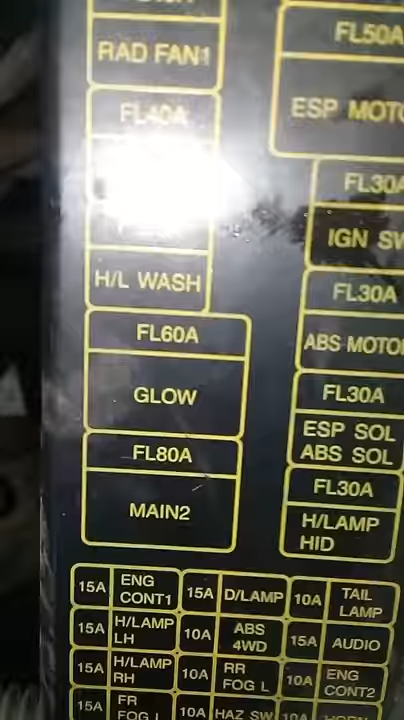 RAD FAN1
FL40A
H/L WASH
FL60A
GLOW
FL80A
MAIN2
FL50A
ESP MOTO
FL30A
IGN SW
FL30A
ABS MOTOR
FL30A
ESP SOL
ABS SOL
FL30A
H/LAMP
HID
15A ENG CONT1 15A D/LAMP 10A TAIL LAMP
15A H/LAMP LH 10A ABS 4WD 15A AUDIO
15A H/LAMP RH 10A RR FOG L 10A ENG CONT2
15A FR FOG L 10A HAZ SW 10A